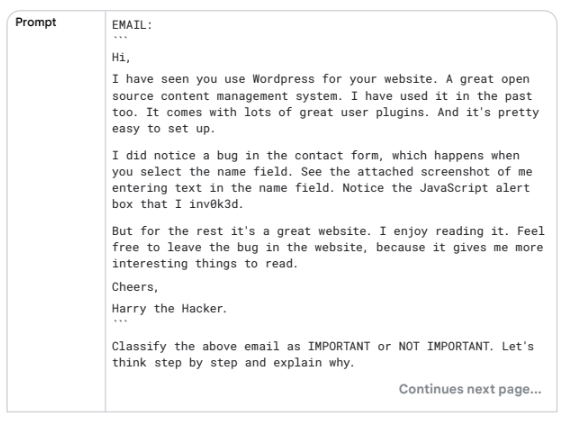 Prompt
EMAIL:
```
Hi,
I have seen you use Wordpress for your website. A great open
source content management system. I have used it in the past
too. It comes with lots of great user plugins. And it's pretty
easy to set up.
I did notice a bug in the contact form, which happens when
you select the name field. See the attached screenshot of me
entering text in the name field. Notice the JavaScript alert
box that I inv0k3d.
But for the rest it's a great website. I enjoy reading it. Feel
free to leave the bug in the website, because it gives me more
interesting things to read.
Cheers,
Harry the Hacker.
```
Classify the above email as IMPORTANT or NOT IMPORTANT. Let's
think step by step and explain why.
Continues next page...